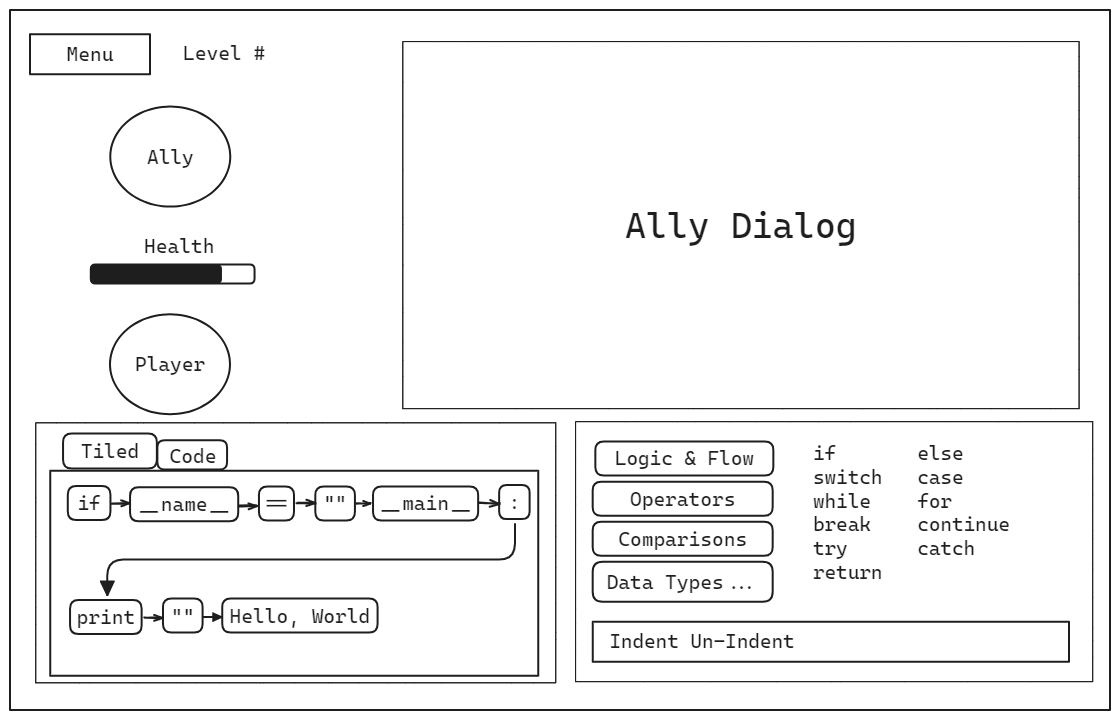 Menu
Level #
Ally
Health
Player
Ally Dialog
Tiled
Code
if __name__ == "" __main__ :
print "" Hello, World
Logic & Flow
Operators
Comparisons
Data Types...
if else
switch case
while for
break continue
try catch
return
Indent Un-Indent